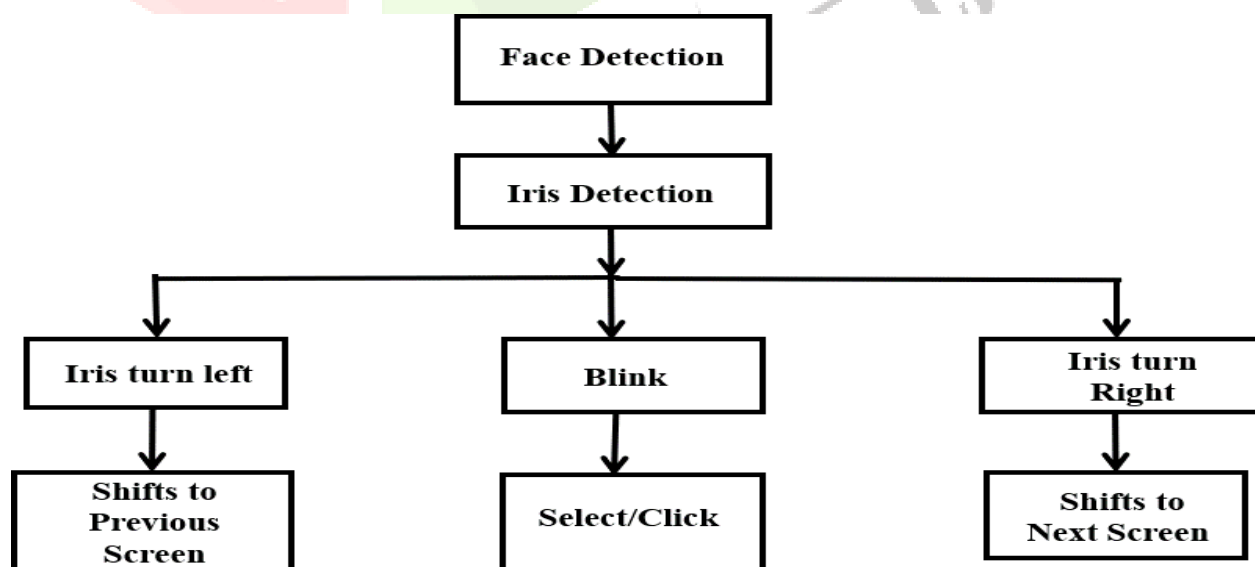 Face Detection
Iris Detection
Iris turn left
Blink
Iris turn
Right
Shifts to
Previous
Screen
Select/Click
Shifts to
Next Screen